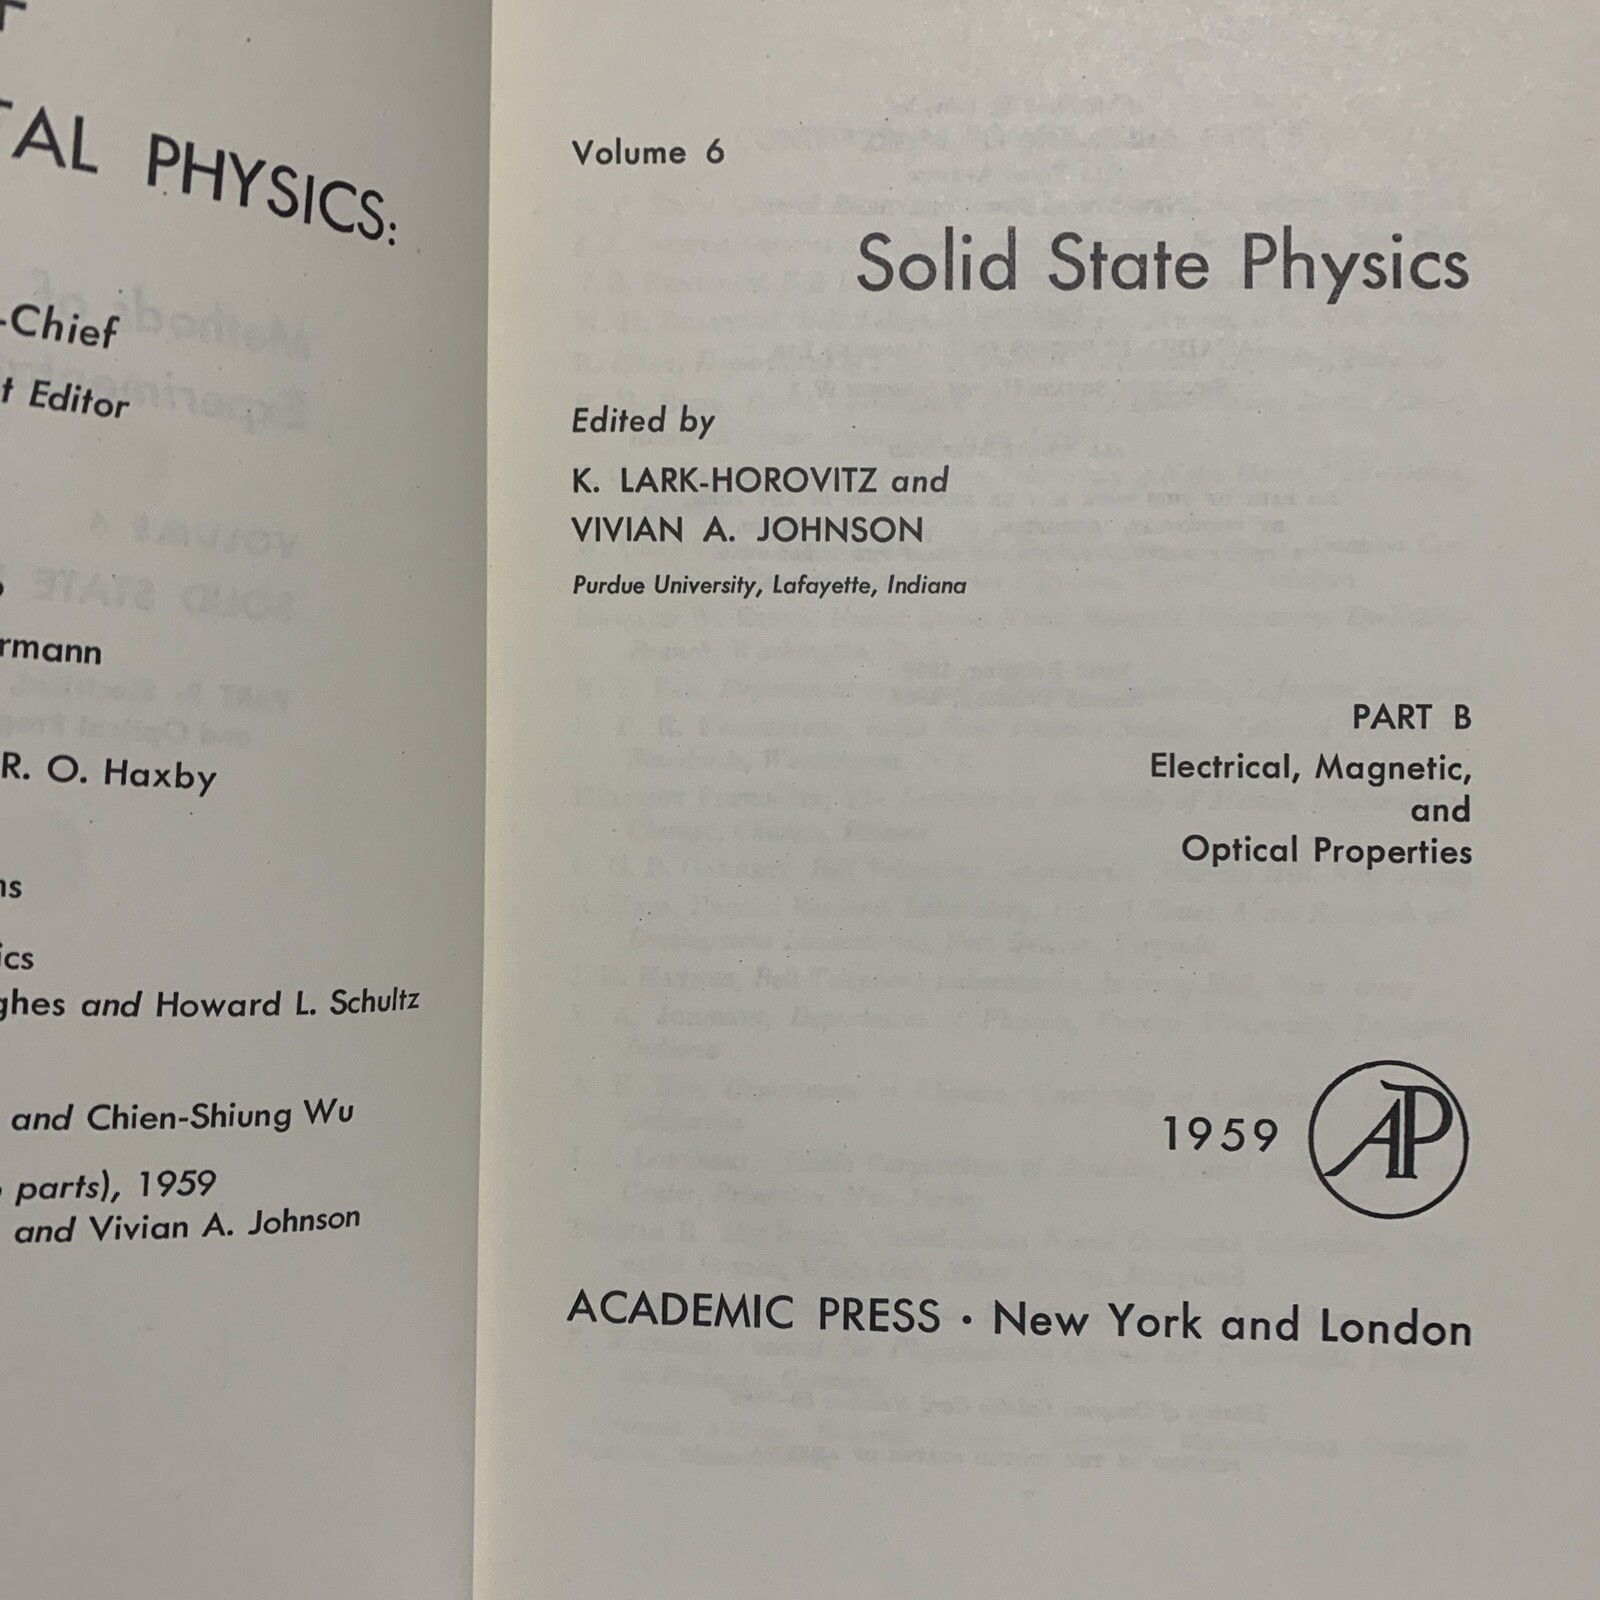 TAL PHYSICS:
-Chief
t Editor
rmann
R. O. Haxby
ns
ics
ghes and Howard L. Schultz
and Chien-Shiung Wu
parts), 1959
and Vivian A. Johnson
Volume 6
Solid State Physics
Edited by
K. LARK-HOROVITZ and
VIVIAN A. JOHNSON
Purdue University, Lafayette, Indiana
PART B
Electrical, Magnetic,
and
Optical Properties
1959 AP
ACADEMIC PRESS • New York and London